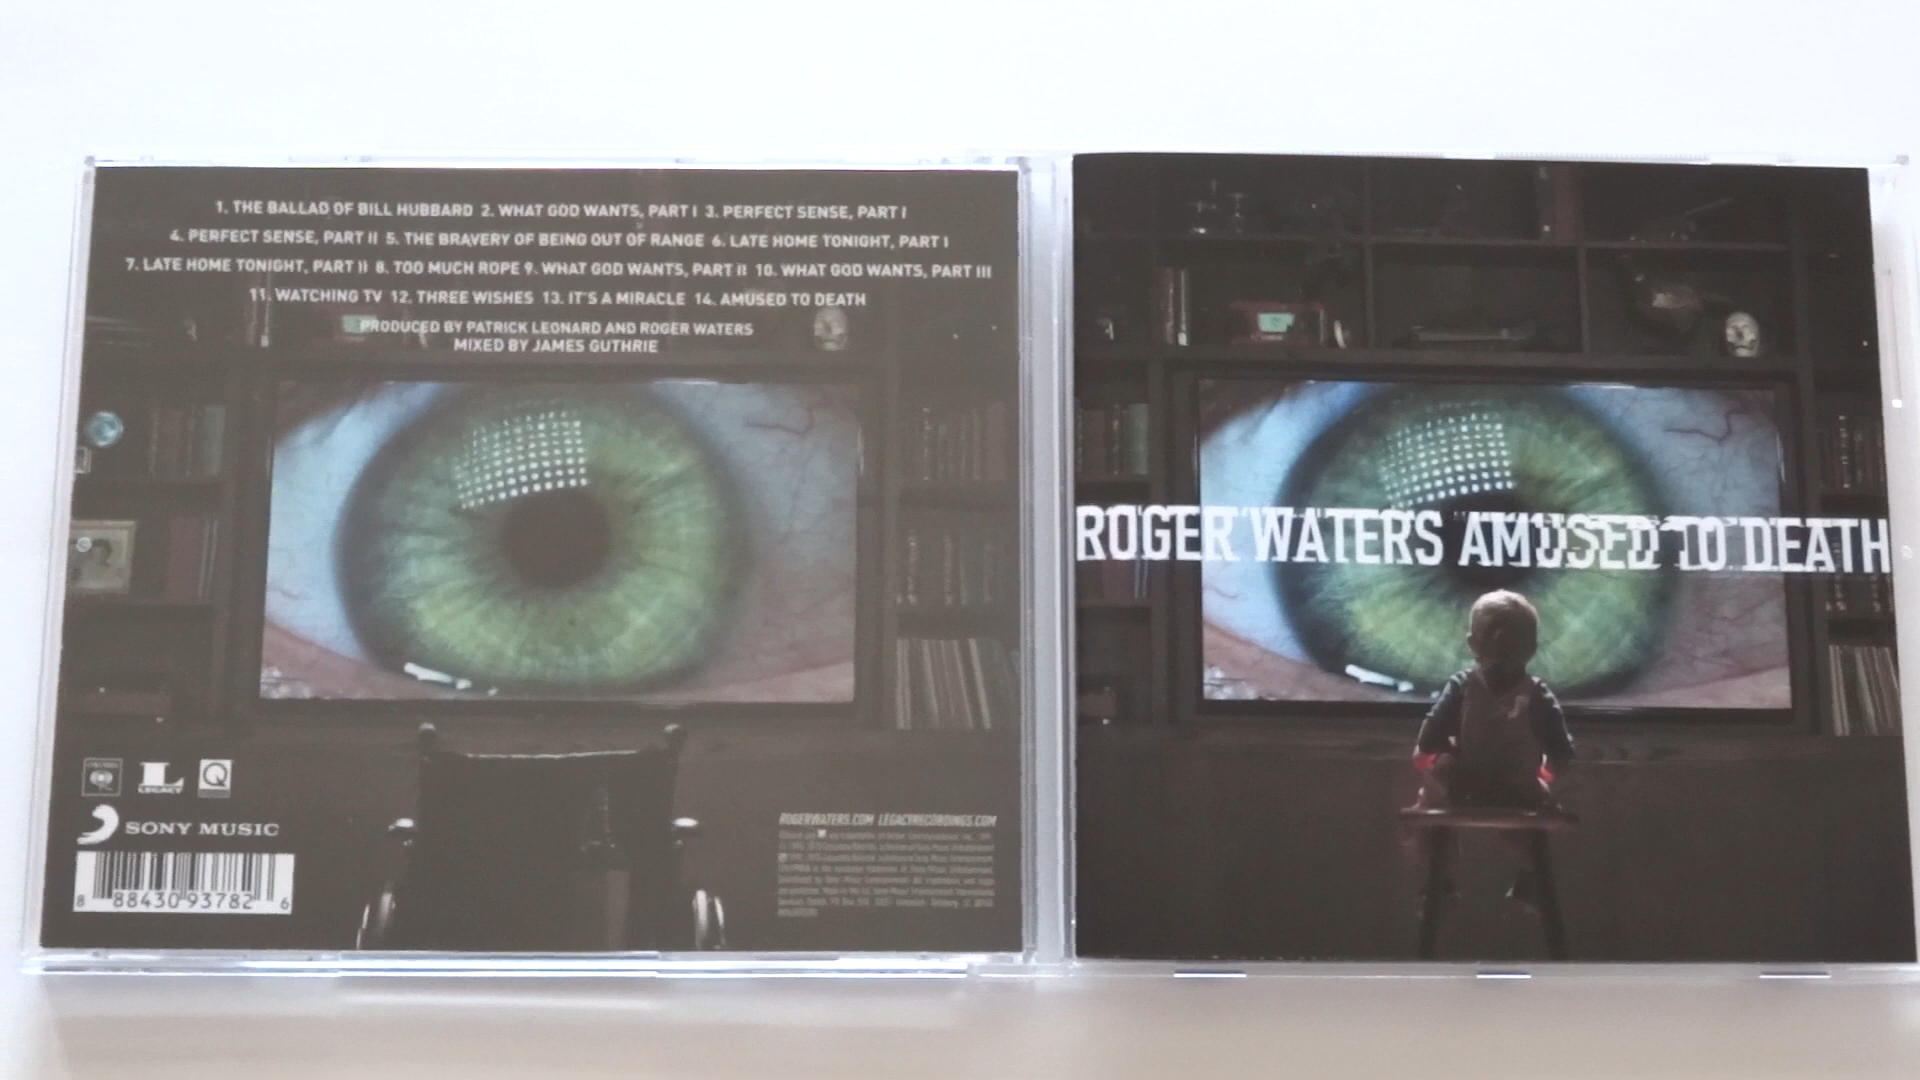 1. THE BALLAD OF BILL HUBBARD 2. WHAT GOD WANTS, PART I 3. PERFECT SENSE, PART I
4. PERFECT SENSE, PART II 5. THE BRAVERY OF BEING OUT OF RANGE 6. LATE HOME TONIGHT, PART I
7. LATE HOME TONIGHT, PART II 8. TOO MUCH ROPE 9. WHAT GOD WANTS, PART II 10. WHAT GOD WANTS, PART III
11. WATCHING TV 12. THREE WISHES 13. IT'S A MIRACLE 14. AMUSED TO DEATH
PRODUCED BY PATRICK LEONARD AND ROGER WATERS
MIXED BY JAMES GUTHRIE
COLUMBIA
L
LEGACY
Q
SONY MUSIC
8 88430 93782 6
ROGERWATERS.COM LEGACYRECORDINGS.COM
ROGER WATERS AMUSED TO DEATH